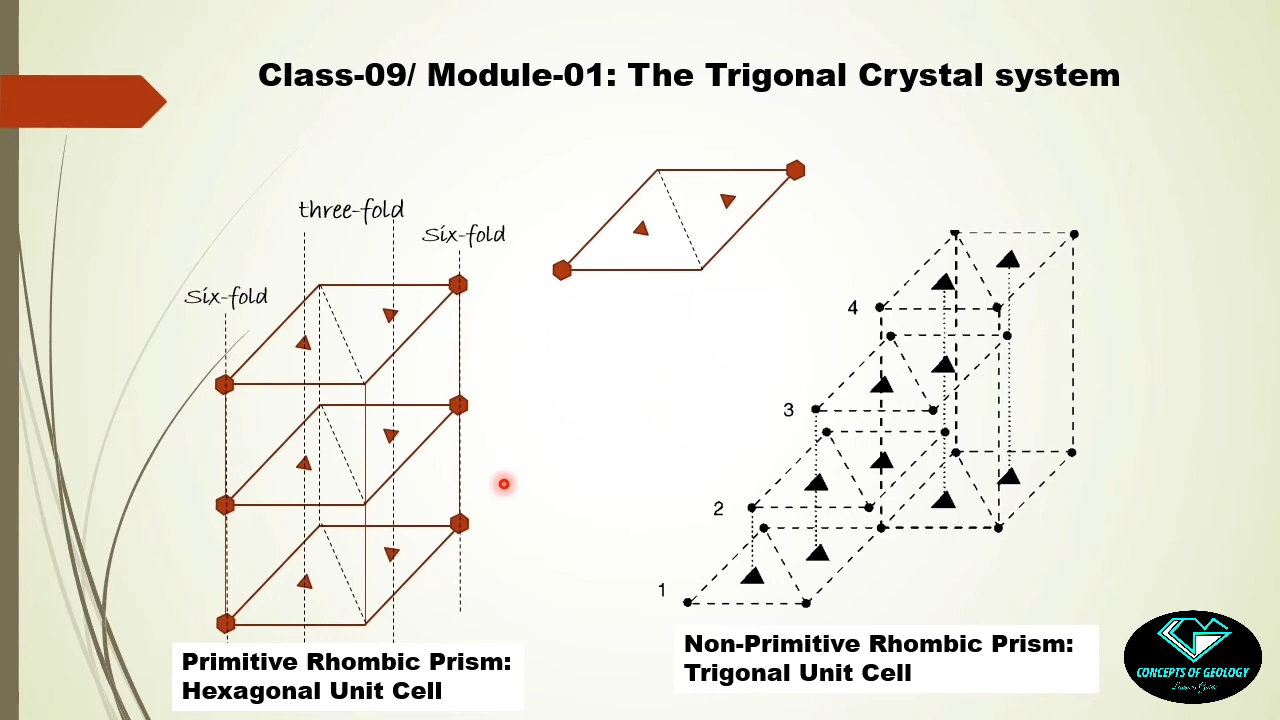 Class-09/ Module-01: The Trigonal Crystal system
three-fold
Six-fold
Six-fold
4
3
2
1
Primitive Rhombic Prism:
Hexagonal Unit Cell
Non-Primitive Rhombic Prism:
Trigonal Unit Cell
CONCEPTS OF GEOLOGY